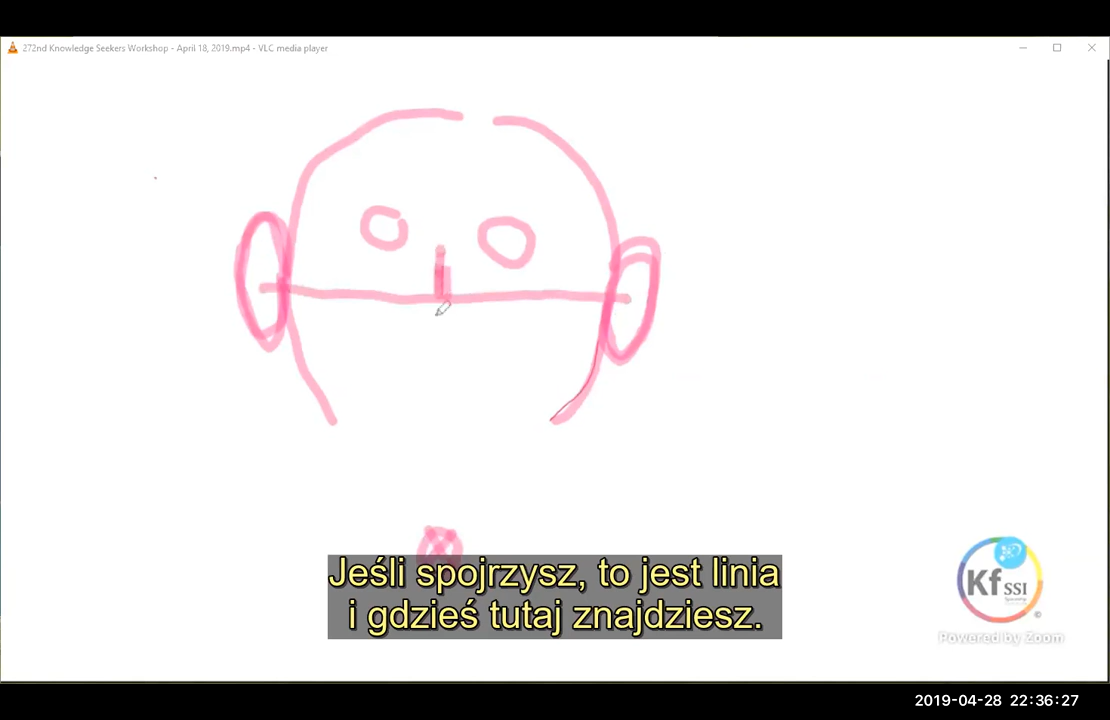 272nd Knowledge Seekers Workshop - April 18, 2019.mp4 - VLC media player
Kf SSI
©
Powered by Zoom
Jeśli spojrzysz, to jest linia
i gdzieś tutaj znajdziesz.
2019-04-28 22:36:27